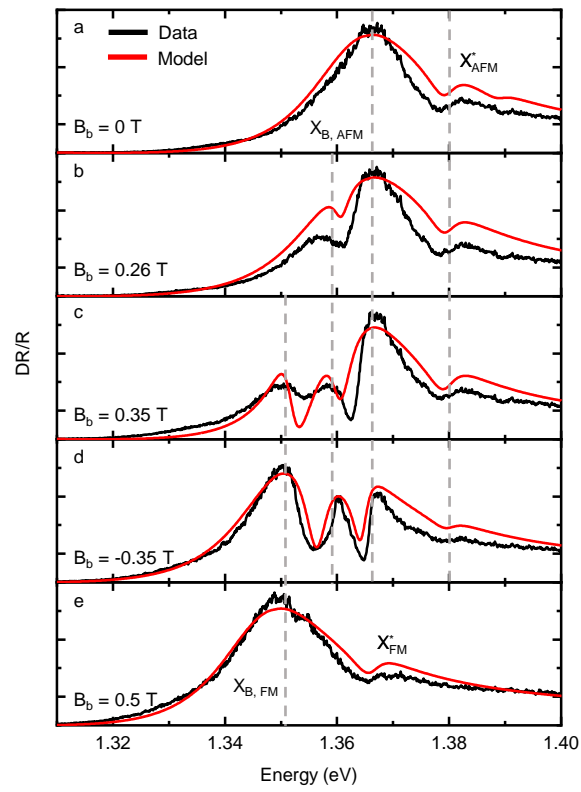 a
Data
Model
X*AFM
XB, AFM
Bb = 0 T
b
Bb = 0.26 T
c
DR/R
Bb = 0.35 T
d
Bb = -0.35 T
e
X*FM
XB, FM
Bb = 0.5 T
1.32 1.34 1.36 1.38 1.40
Energy (eV)